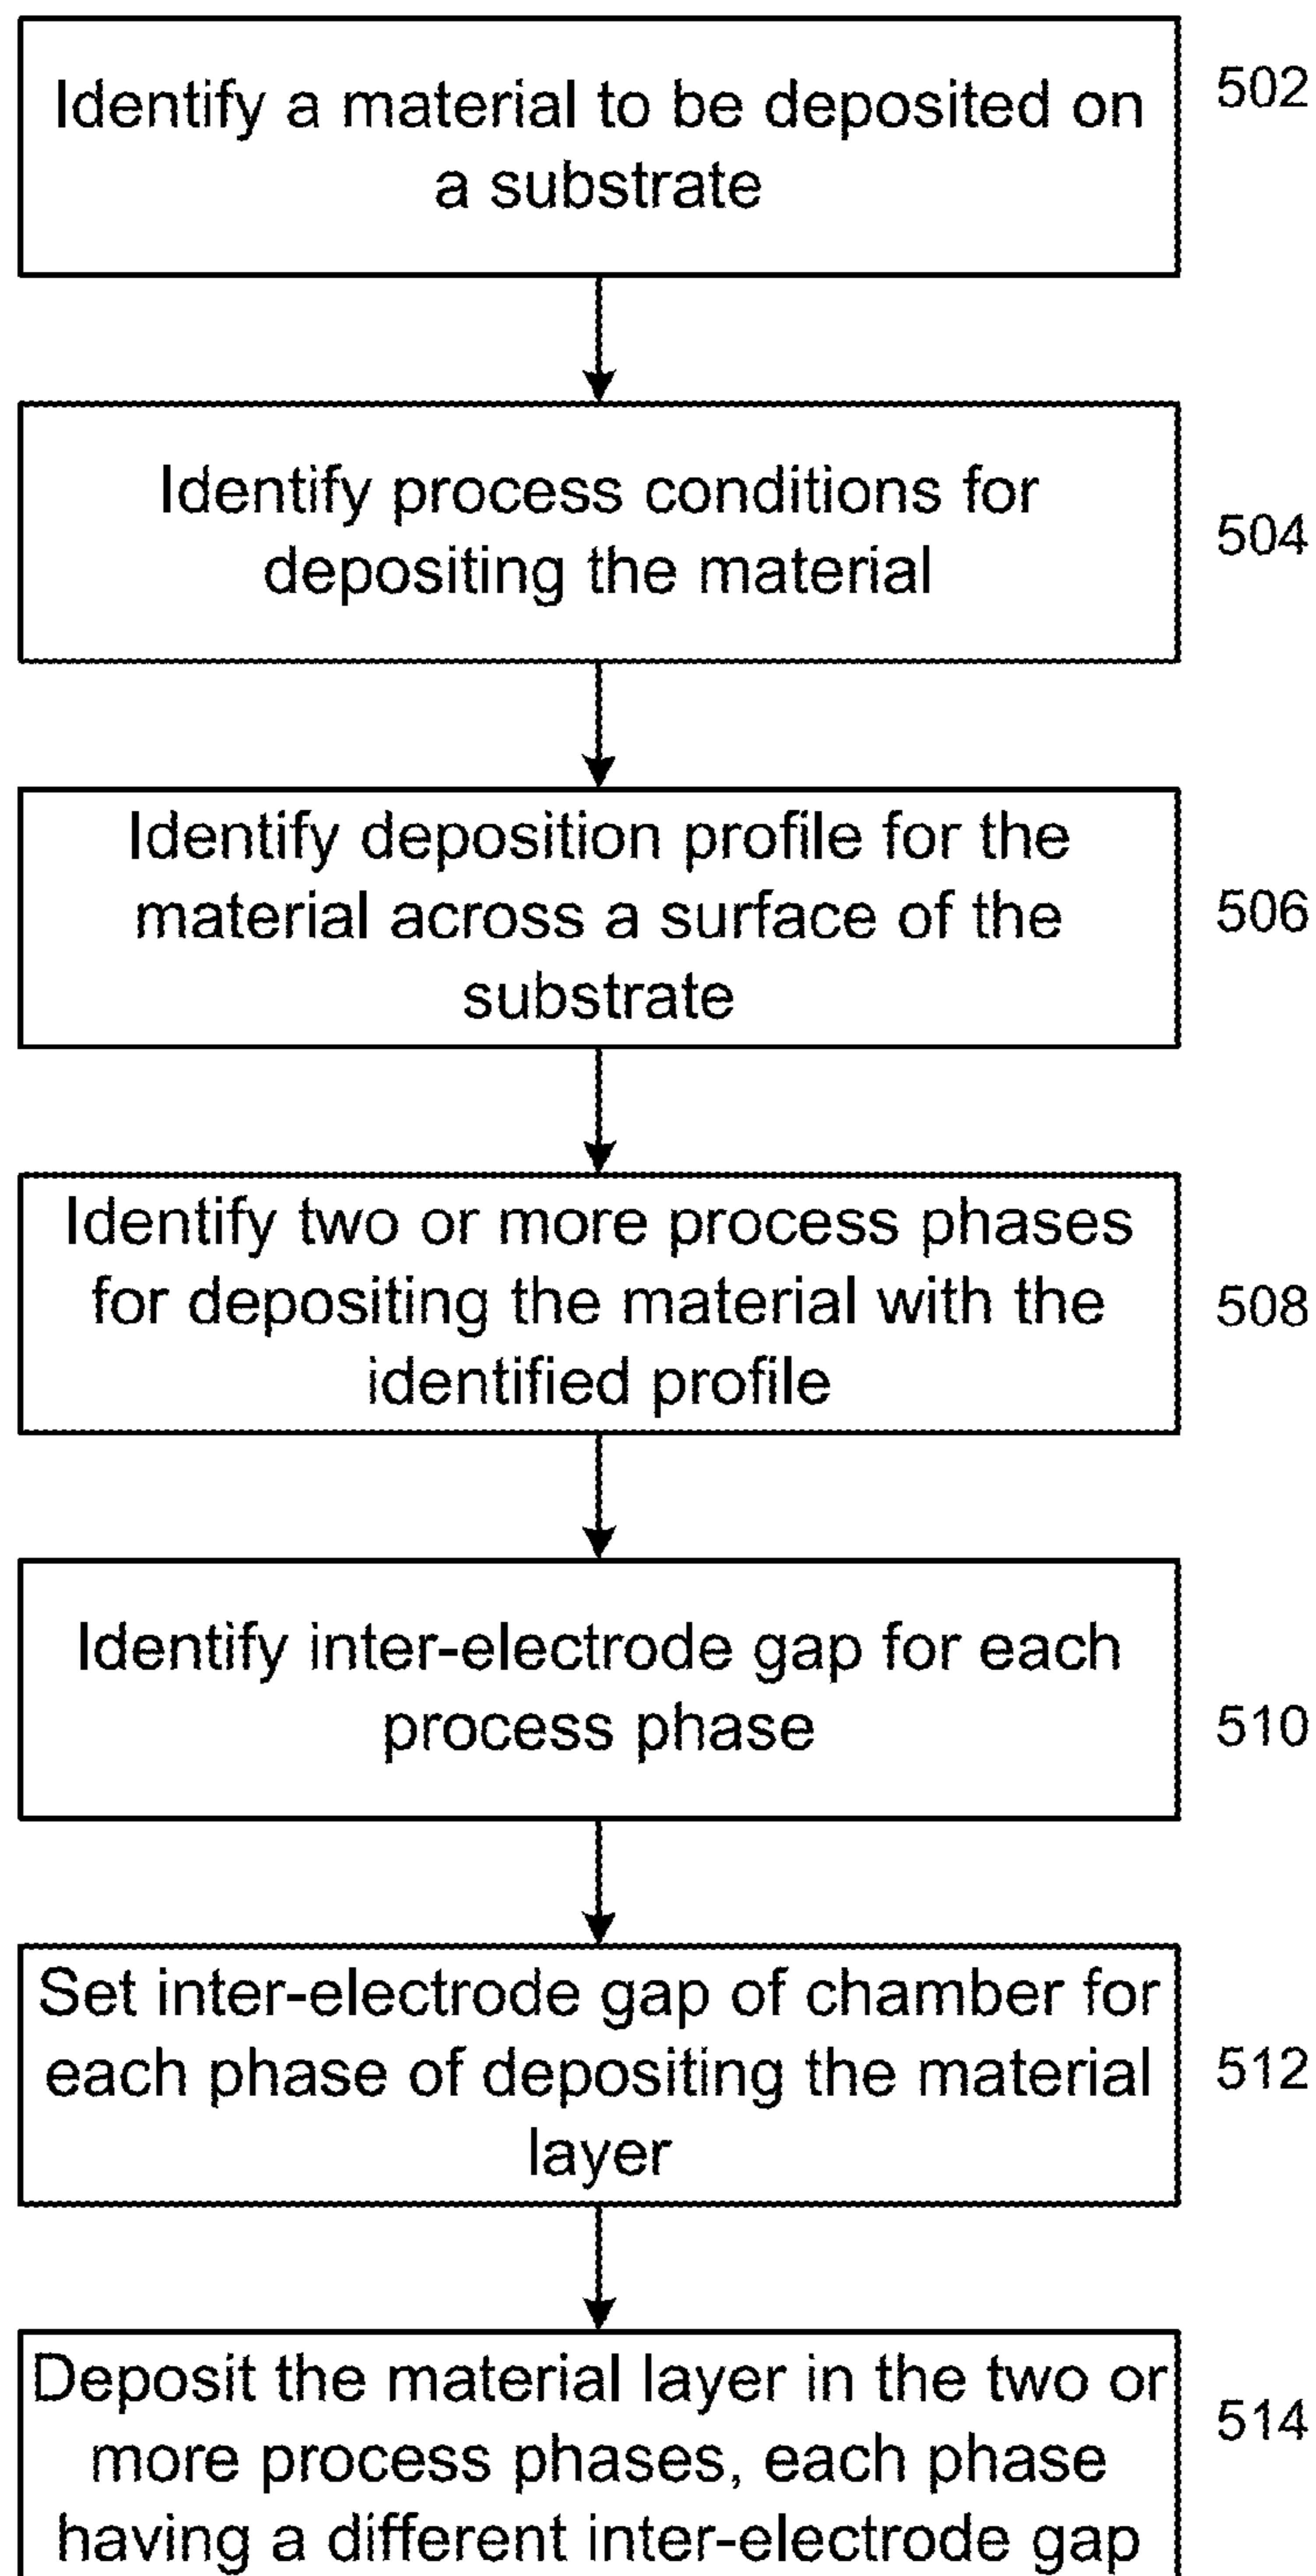 Identify a material to be deposited on
a substrate
502
Identify process conditions for
depositing the material
504
Identify deposition profile for the
material across a surface of the
substrate
506
Identify two or more process phases
for depositing the material with the
identified profile
508
Identify inter-electrode gap for each
process phase
510
Set inter-electrode gap of chamber for
each phase of depositing the material
layer
512
Deposit the material layer in the two or
more process phases, each phase
having a different inter-electrode gap
514